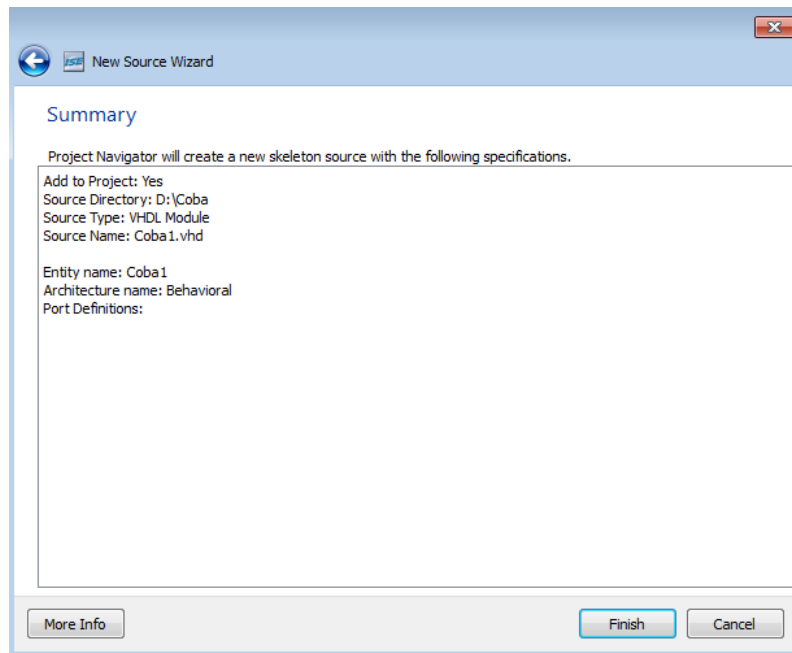 ISE New Source Wizard
Summary
Project Navigator will create a new skeleton source with the following specifications.
Add to Project: Yes
Source Directory: D:\Coba
Source Type: VHDL Module
Source Name: Coba1.vhd
Entity name: Coba1
Architecture name: Behavioral
Port Definitions:
More Info Finish Cancel